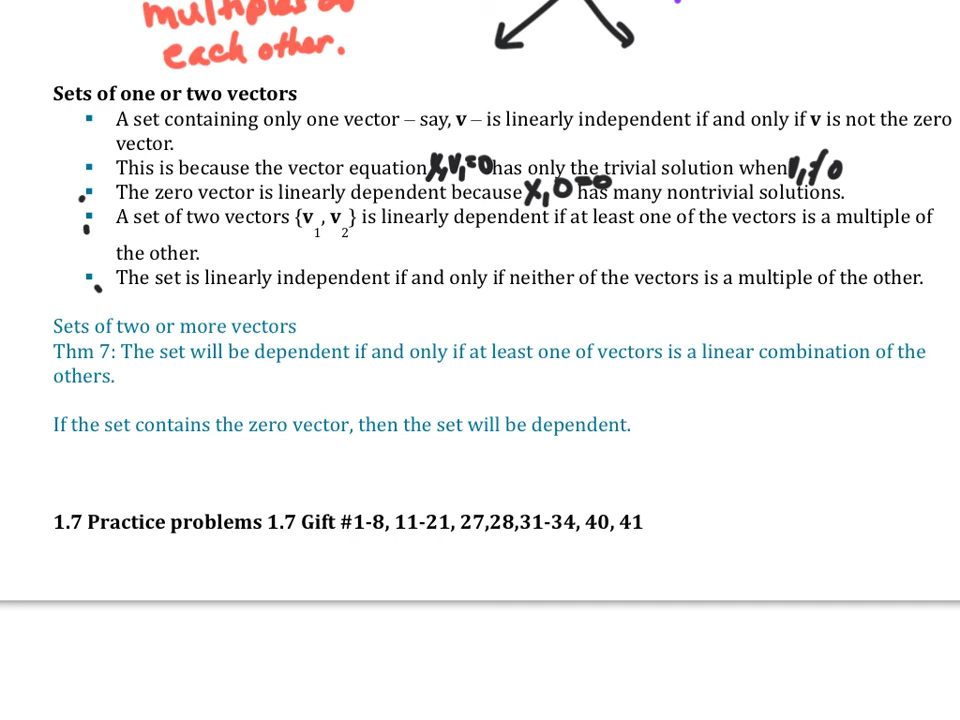 multiples of
each other.
Sets of one or two vectors
▪ A set containing only one vector – say, v – is linearly independent if and only if v is not the zero
vector.
▪ This is because the vector equation x₁v₁=0 has only the trivial solution when v₁≠0
▪ The zero vector is linearly dependent because x₁0=0 has many nontrivial solutions.
▪ A set of two vectors {v₁, v₂} is linearly dependent if at least one of the vectors is a multiple of
the other.
▪ The set is linearly independent if and only if neither of the vectors is a multiple of the other.
Sets of two or more vectors
Thm 7: The set will be dependent if and only if at least one of vectors is a linear combination of the
others.
If the set contains the zero vector, then the set will be dependent.
1.7 Practice problems 1.7 Gift #1-8, 11-21, 27,28,31-34, 40, 41